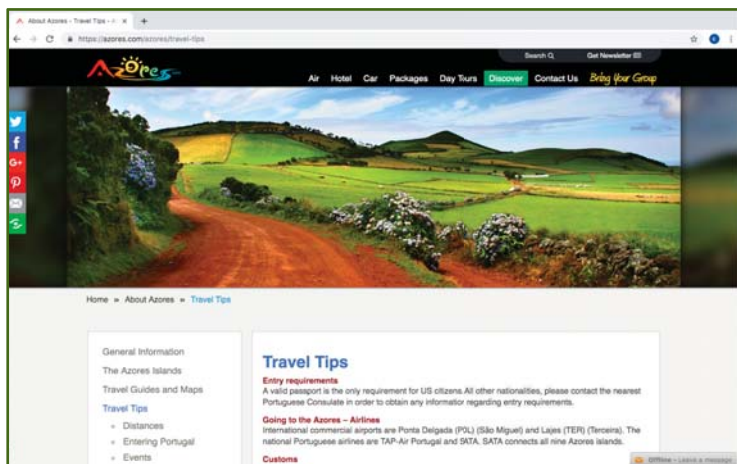 About Azores - Travel Tips - A
https://azores.com/azores/travel-tips
Search
Get Newsletter
Azores
Air Hotel Car Packages Day Tours Discover Contact Us Bring Your Group
Home » About Azores » Travel Tips
General Information
The Azores Islands
Travel Guides and Maps
Travel Tips
» Distances
» Entering Portugal
» Events
Travel Tips
Entry requirements
A valid passport is the only requirement for US citizens. All other nationalities, please contact the nearest
Portuguese Consulate in order to obtain any information regarding entry requirements.
Going to the Azores – Airlines
International commercial airports are Ponta Delgada (PDL) (São Miguel) and Lajes (TER) (Terceira). The
national Portuguese airlines are TAP-Air Portugal and SATA. SATA connects all nine Azores islands.
Customs
Offline - Leave a message